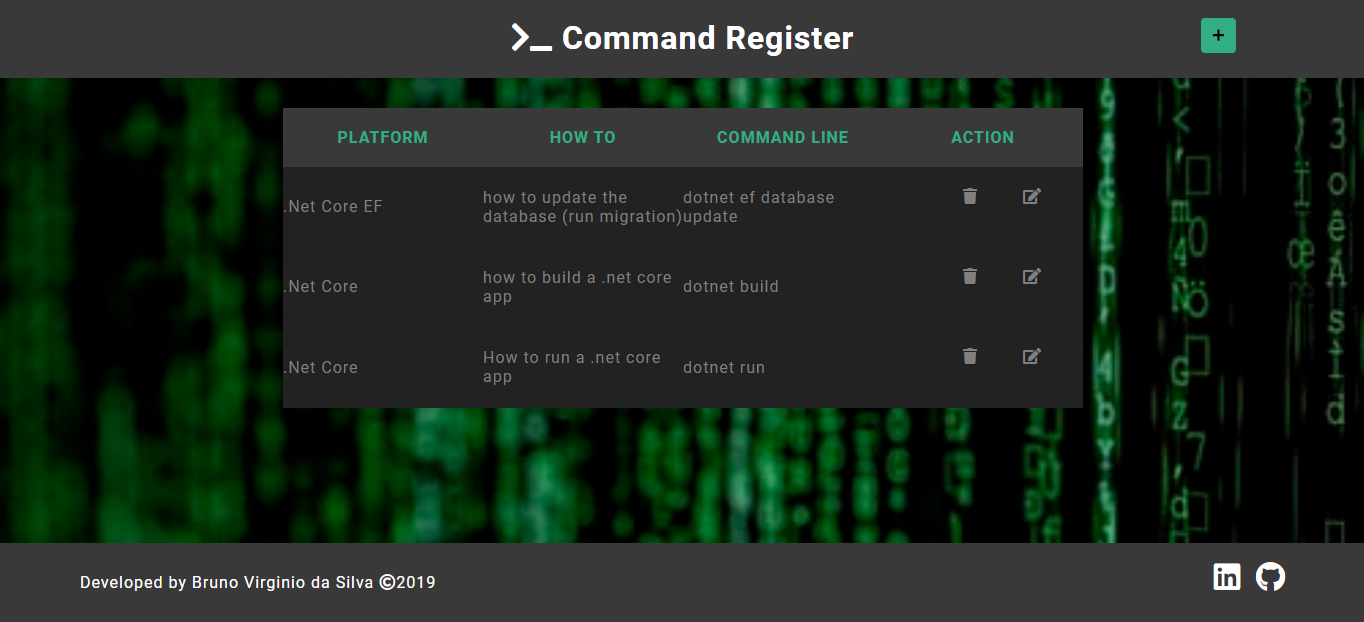 Command Register
+
PLATFORM HOW TO COMMAND LINE ACTION
.Net Core EF
how to update the
database (run migration)
dotnet ef database
update
.Net Core
how to build a .net core
app
dotnet build
.Net Core
How to run a .net core
app
dotnet run
Developed by Bruno Virginio da Silva ©2019
in